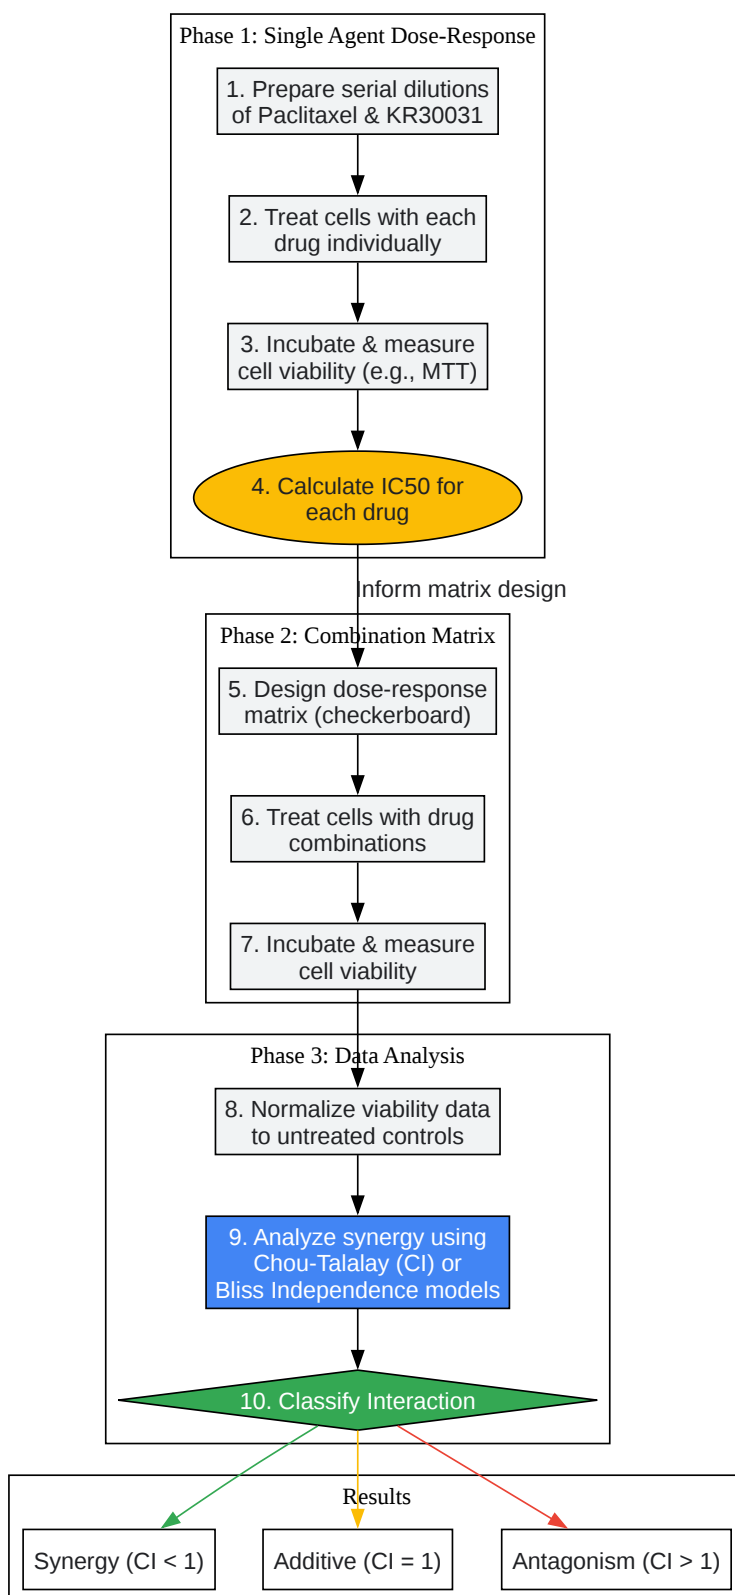 Phase 1: Single Agent Dose-Response
1. Prepare serial dilutions
of Paclitaxel & KR30031
2. Treat cells with each
drug individually
3. Incubate & measure
cell viability (e.g., MTT)
4. Calculate IC50 for
each drug
Inform matrix design
Phase 2: Combination Matrix
5. Design dose-response
matrix (checkerboard)
6. Treat cells with drug
combinations
7. Incubate & measure
cell viability
Phase 3: Data Analysis
8. Normalize viability data
to untreated controls
9. Analyze synergy using
Chou-Talalay (CI) or
Bliss Independence models
10. Classify Interaction
Results
Synergy (CI < 1)
Additive (CI = 1)
Antagonism (CI > 1)